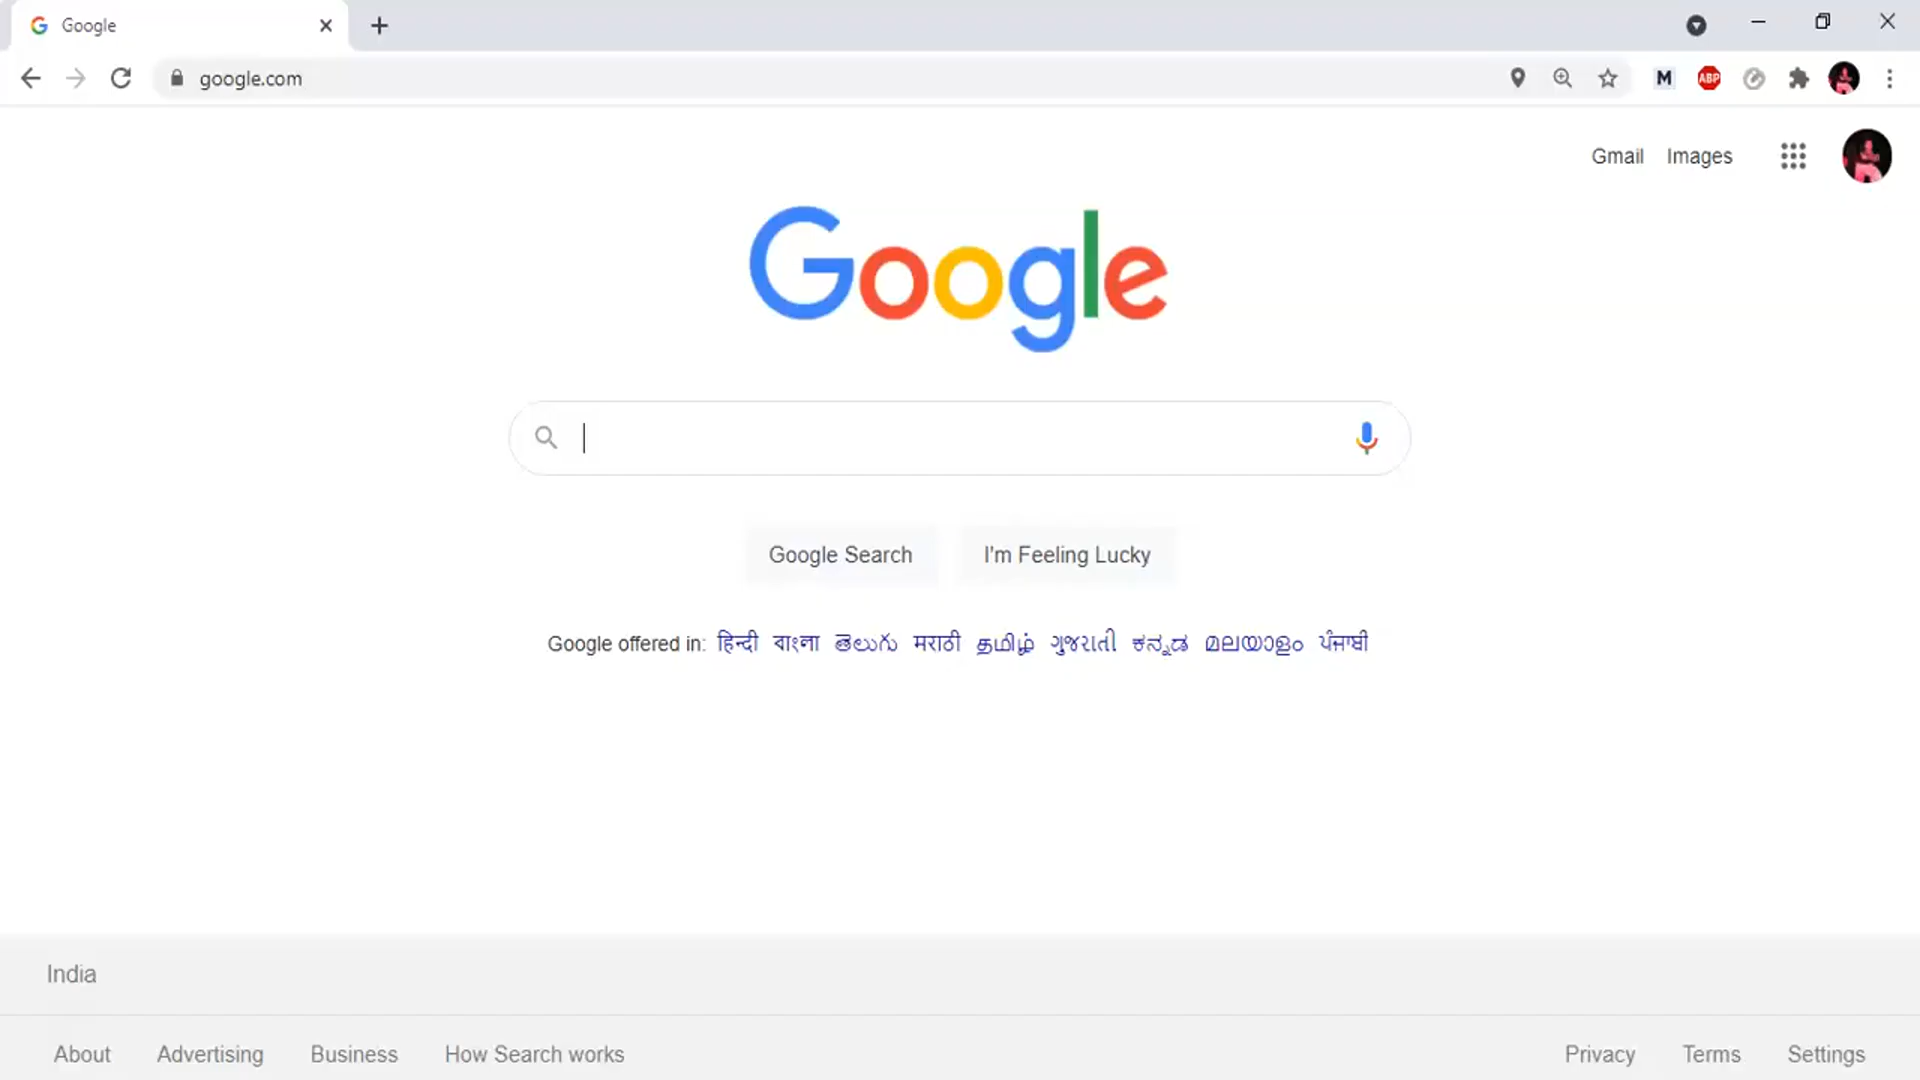 Google
google.com
M ABP
Gmail Images
Google
Google Search I'm Feeling Lucky
Google offered in: हिन्दी বাংলা తెలుగు मराठी தமிழ் ગુજરાતી ಕನ್ನಡ മലയാളം ਪੰਜਾਬੀ
India
About Advertising Business How Search works Privacy Terms Settings